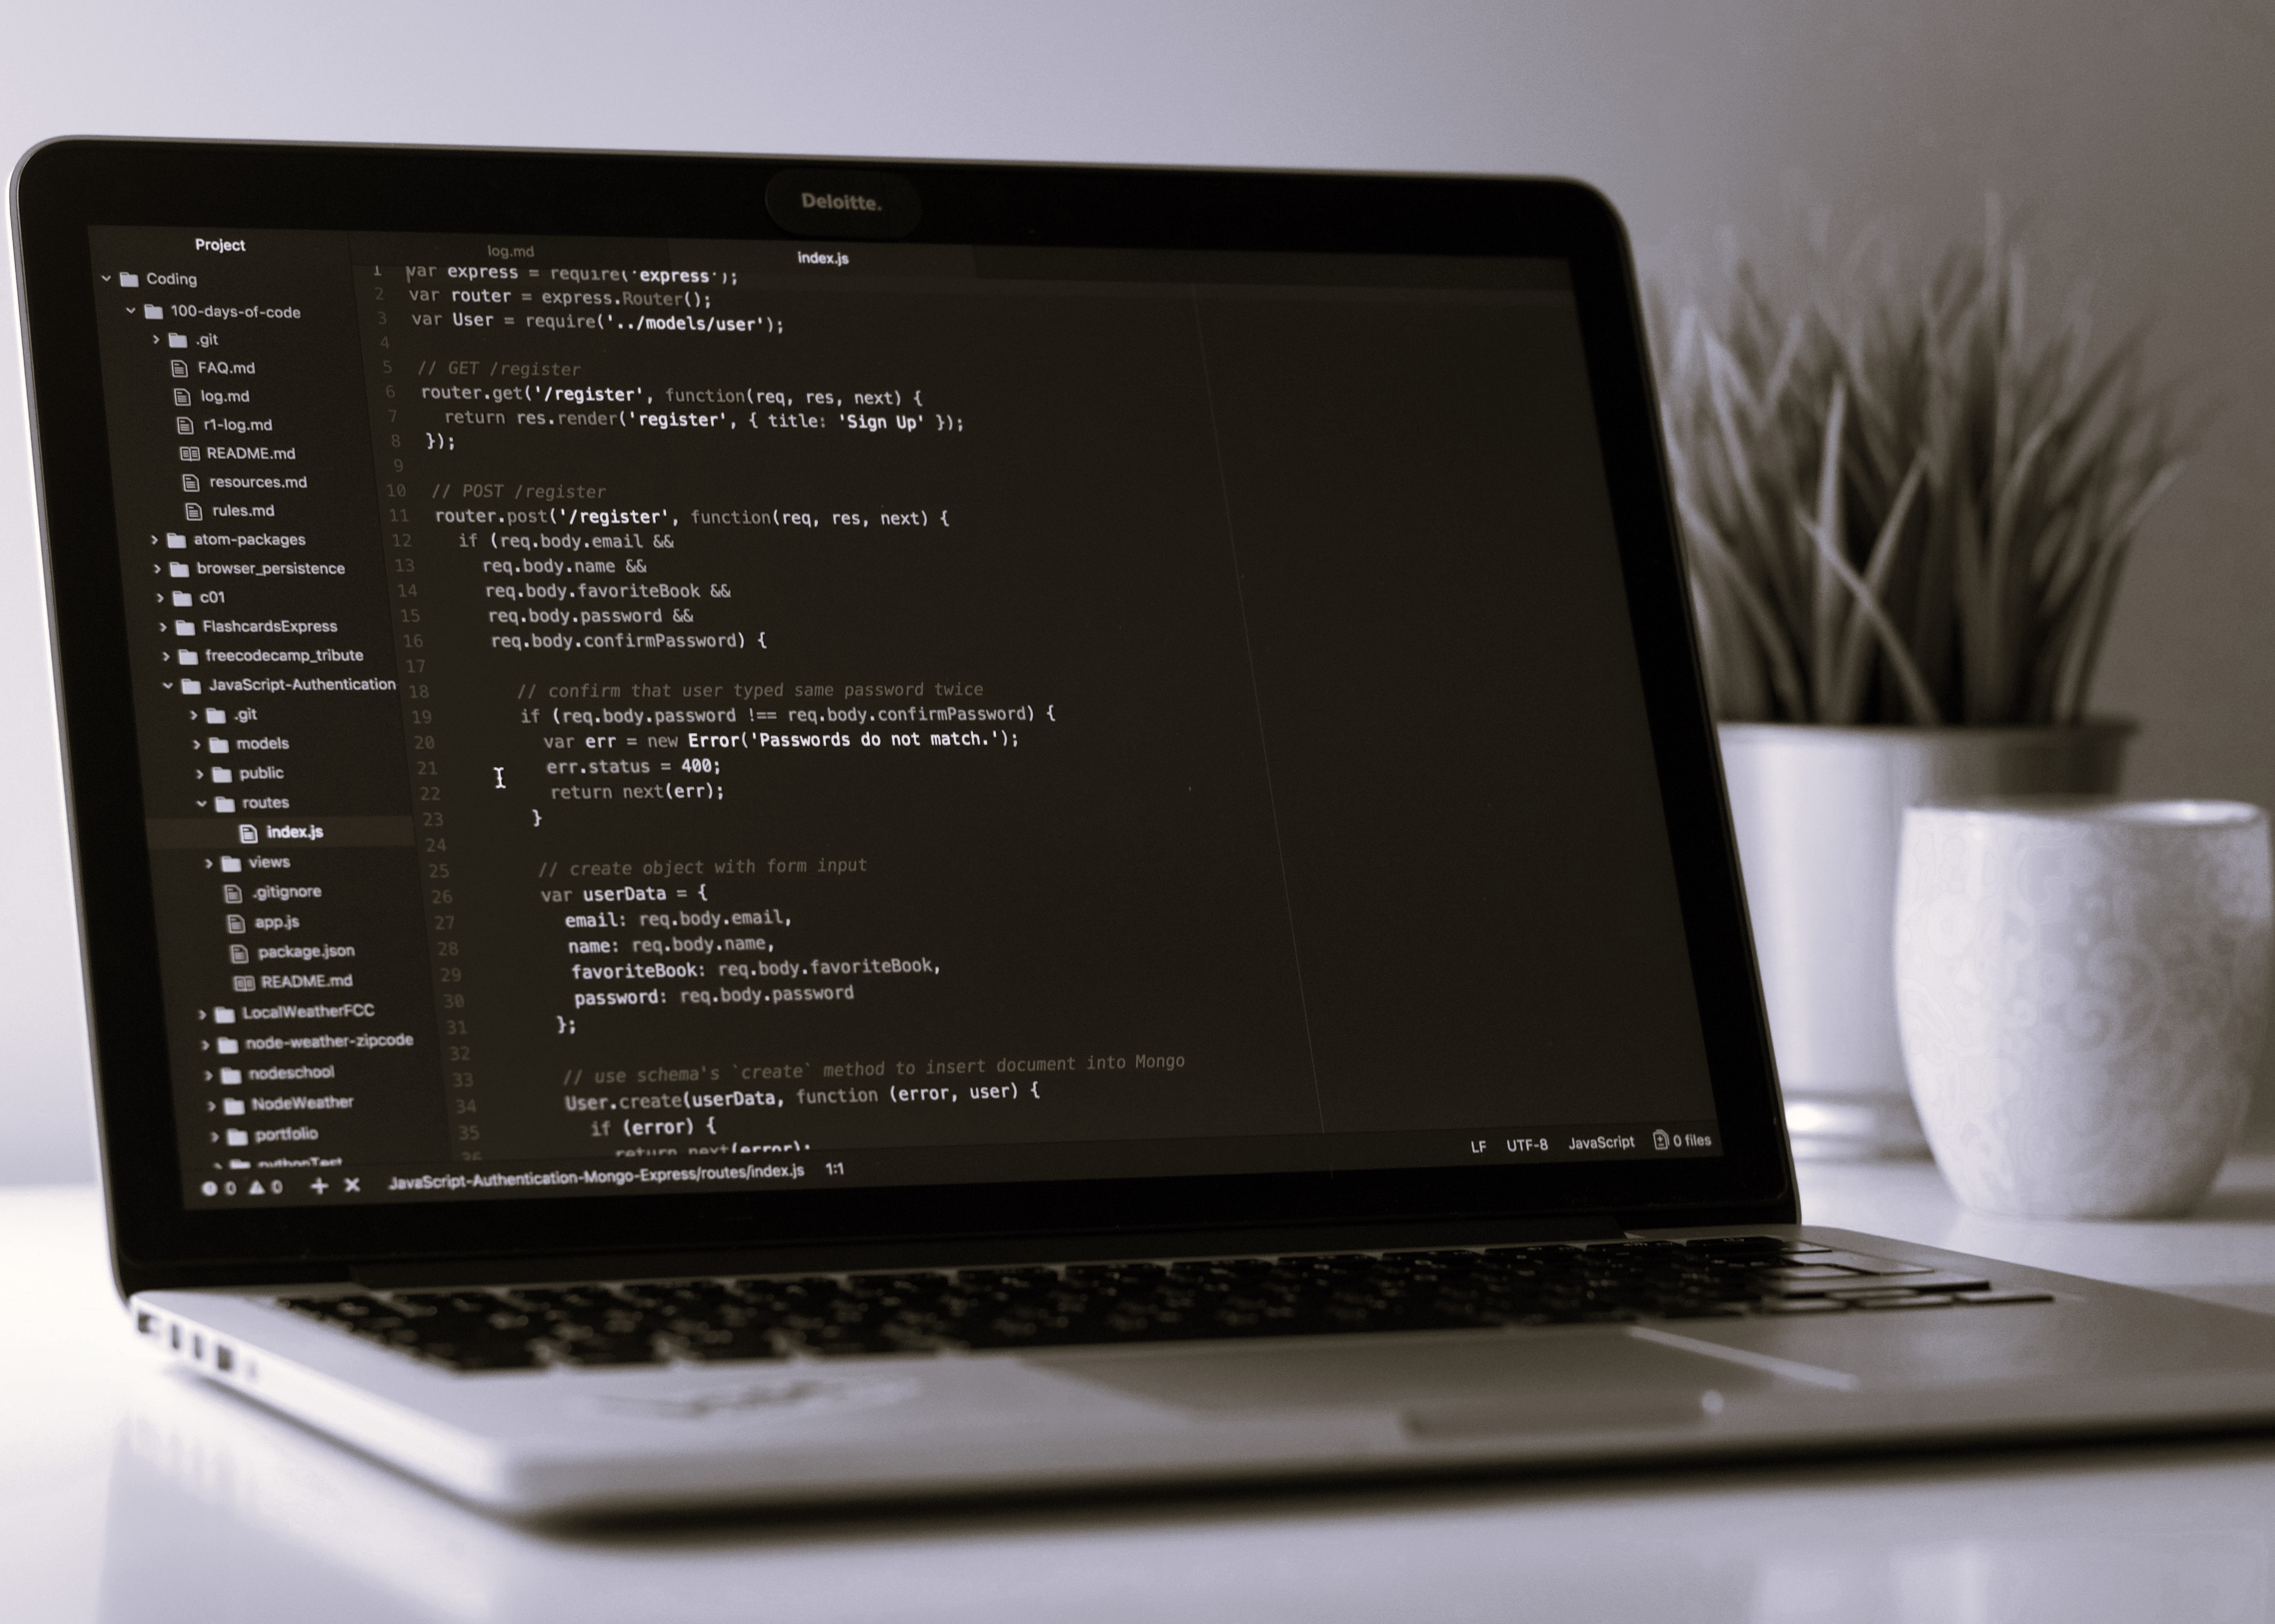 Deloitte.
Project
Coding
100-days-of-code
.git
FAQ.md
log.md
r1-log.md
README.md
resources.md
rules.md
atom-packages
browser_persistence
c01
FlashcardsExpress
freecodecamp_tribute
JavaScript-Authentication
.git
models
public
routes
index.js
views
.gitignore
app.js
package.json
README.md
LocalWeatherFCC
node-weather-zipcode
nodeschool
NodeWeather
portfolio
pythonTest
log.md
index.js
1 var express = require('express');
2 var router = express.Router();
3 var User = require('../models/user');
4
5 // GET /register
6 router.get('/register', function(req, res, next) {
7 return res.render('register', { title: 'Sign Up' });
8 });
9
10 // POST /register
11 router.post('/register', function(req, res, next) {
12 if (req.body.email &&
13 req.body.name &&
14 req.body.favoriteBook &&
15 req.body.password &&
16 req.body.confirmPassword) {
17
18 // confirm that user typed same password twice
19 if (req.body.password !== req.body.confirmPassword) {
20 var err = new Error('Passwords do not match.');
21 err.status = 400;
22 return next(err);
23 }
24
25 // create object with form input
26 var userData = {
27 email: req.body.email,
28 name: req.body.name,
29 favoriteBook: req.body.favoriteBook,
30 password: req.body.password
31 };
32
33 // use schema's `create` method to insert document into Mongo
34 User.create(userData, function (error, user) {
35 if (error) {
36 return next(error);
0 0 JavaScript-Authentication-Mongo-Express/routes/index.js 1:1
LF UTF-8 JavaScript 0 files